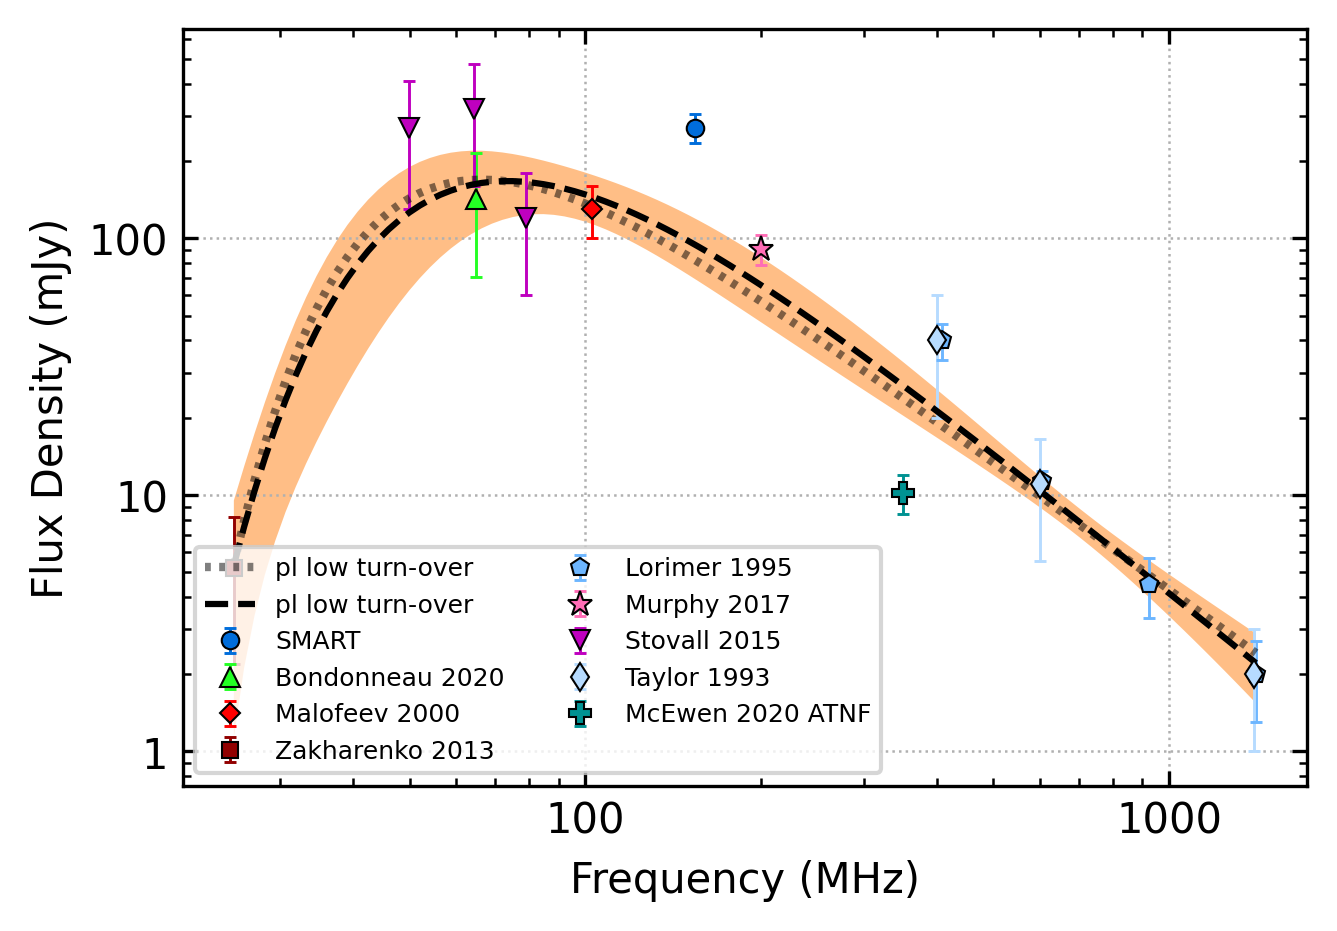 Flux Density (mJy)
100
10
1
pl low turn-over
pl low turn-over
SMART
Bondonneau 2020
Malofeev 2000
Zakharenko 2013
Lorimer 1995
Murphy 2017
Stovall 2015
Taylor 1993
McEwen 2020 ATNF
100
1000
Frequency (MHz)